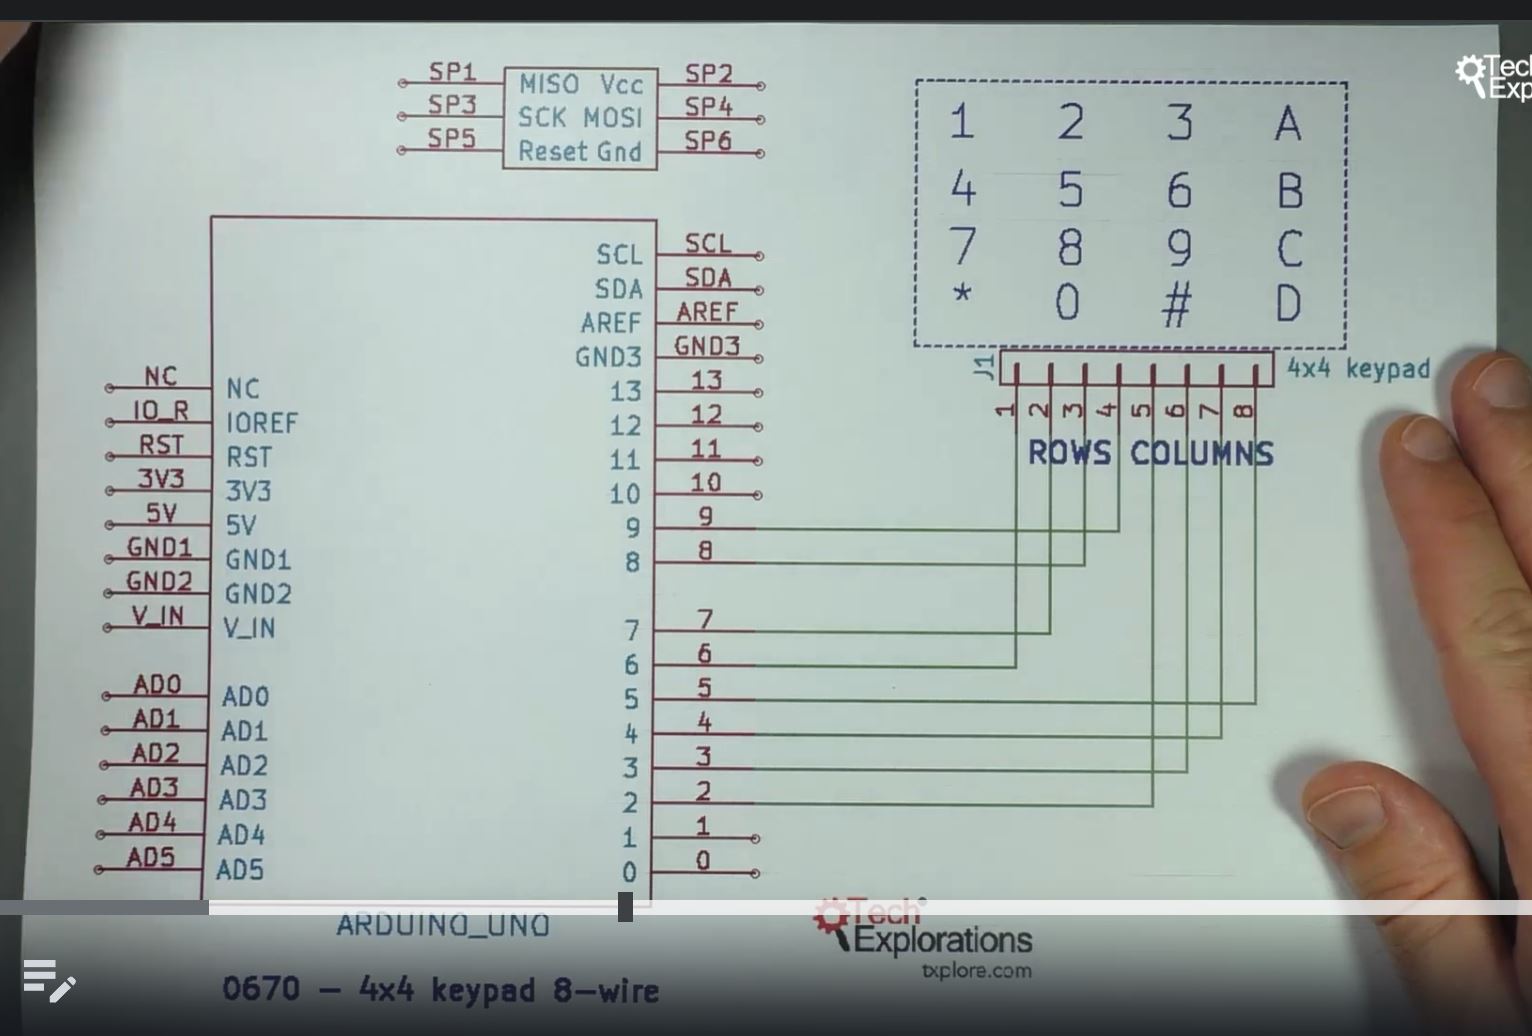 Tech
Exp
SP1 MISO Vcc SP2
SP3 SCK MOSI SP4
SP5 Reset Gnd SP6
1 2 3 A
4 5 6 B
7 8 9 C
* 0 # D
J1 4x4 keypad
1 2 3 4 5 6 7 8
ROWS COLUMNS
SCL SCL
SDA SDA
AREF AREF
GND3 GND3
NC NC 13 13
IO_R IOREF 12 12
RST RST 11 11
3V3 3V3 10 10
5V 5V 9 9
GND1 GND1 8 8
GND2 GND2
V_IN V_IN 7 7
6 6
AD0 AD0 5 5
AD1 AD1 4 4
AD2 AD2 3 3
AD3 AD3 2 2
AD4 AD4 1 1
AD5 AD5 0 0
ARDUINO_UNO
Tech
Explorations
txplore.com
0670 – 4x4 keypad 8-wire